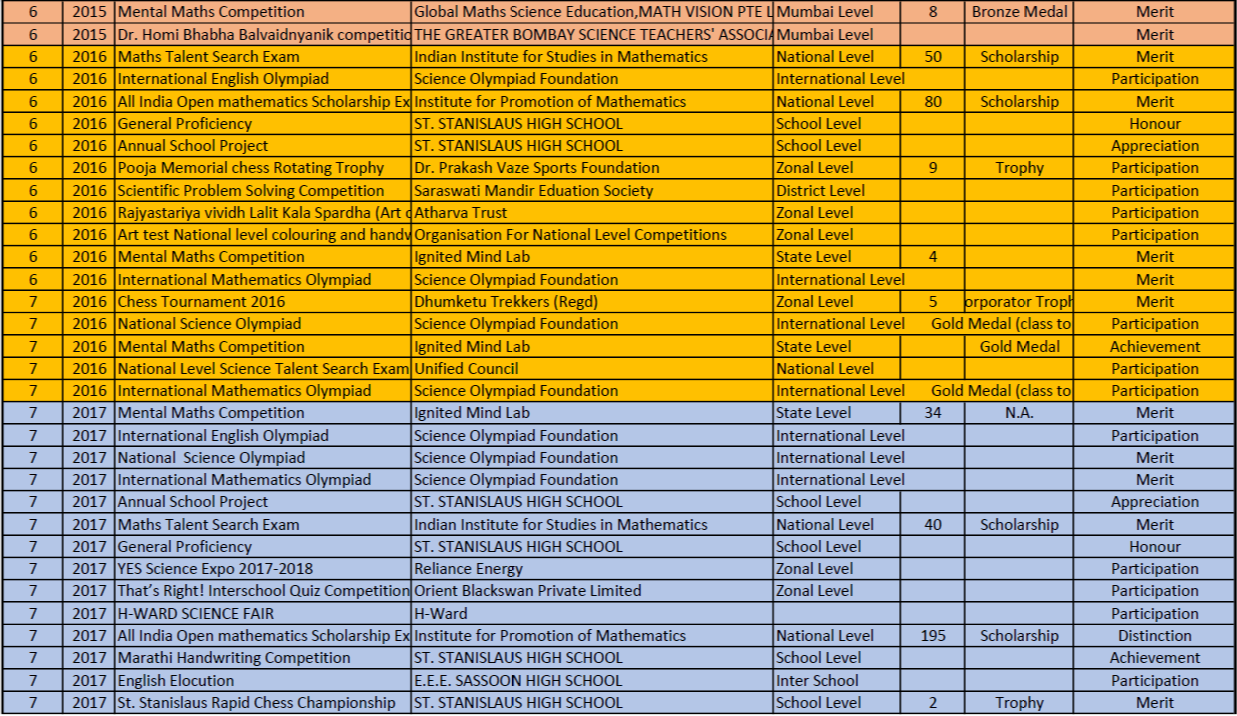 6 2015 Mental Maths Competition Global Maths Science Education,MATH VISION PTE L Mumbai Level 8 Bronze Medal Merit
6 2015 Dr. Homi Bhabha Balvaidnyanik competitio THE GREATER BOMBAY SCIENCE TEACHERS' ASSOCIA Mumbai Level Merit
6 2016 Maths Talent Search Exam Indian Institute for Studies in Mathematics National Level 50 Scholarship Merit
6 2016 International English Olympiad Science Olympiad Foundation International Level Participation
6 2016 All India Open mathematics Scholarship Ex Institute for Promotion of Mathematics National Level 80 Scholarship Merit
6 2016 General Proficiency ST. STANISLAUS HIGH SCHOOL School Level Honour
6 2016 Annual School Project ST. STANISLAUS HIGH SCHOOL School Level Appreciation
6 2016 Pooja Memorial chess Rotating Trophy Dr. Prakash Vaze Sports Foundation Zonal Level 9 Trophy Participation
6 2016 Scientific Problem Solving Competition Saraswati Mandir Eduation Society District Level Participation
6 2016 Rajyastariya vividh Lalit Kala Spardha (Art c Atharva Trust Zonal Level Participation
6 2016 Art test National level colouring and handw Organisation For National Level Competitions Zonal Level Participation
6 2016 Mental Maths Competition Ignited Mind Lab State Level 4 Merit
6 2016 International Mathematics Olympiad Science Olympiad Foundation International Level Merit
7 2016 Chess Tournament 2016 Dhumketu Trekkers (Regd) Zonal Level 5 orporator Troph Merit
7 2016 National Science Olympiad Science Olympiad Foundation International Level Gold Medal (class to Participation
7 2016 Mental Maths Competition Ignited Mind Lab State Level Gold Medal Achievement
7 2016 National Level Science Talent Search Exam Unified Council National Level Participation
7 2016 International Mathematics Olympiad Science Olympiad Foundation International Level Gold Medal (class to Participation
7 2017 Mental Maths Competition Ignited Mind Lab State Level 34 N.A. Merit
7 2017 International English Olympiad Science Olympiad Foundation International Level Participation
7 2017 National  Science Olympiad Science Olympiad Foundation International Level Merit
7 2017 International Mathematics Olympiad Science Olympiad Foundation International Level Merit
7 2017 Annual School Project ST. STANISLAUS HIGH SCHOOL School Level Appreciation
7 2017 Maths Talent Search Exam Indian Institute for Studies in Mathematics National Level 40 Scholarship Merit
7 2017 General Proficiency ST. STANISLAUS HIGH SCHOOL School Level Honour
7 2017 YES Science Expo 2017-2018 Reliance Energy Zonal Level Participation
7 2017 That's Right! Interschool Quiz Competition Orient Blackswan Private Limited Zonal Level Participation
7 2017 H-WARD SCIENCE FAIR H-Ward Participation
7 2017 All India Open mathematics Scholarship Ex Institute for Promotion of Mathematics National Level 195 Scholarship Distinction
7 2017 Marathi Handwriting Competition ST. STANISLAUS HIGH SCHOOL School Level Achievement
7 2017 English Elocution E.E.E. SASSOON HIGH SCHOOL Inter School Participation
7 2017 St. Stanislaus Rapid Chess Championship ST. STANISLAUS HIGH SCHOOL School Level 2 Trophy Merit